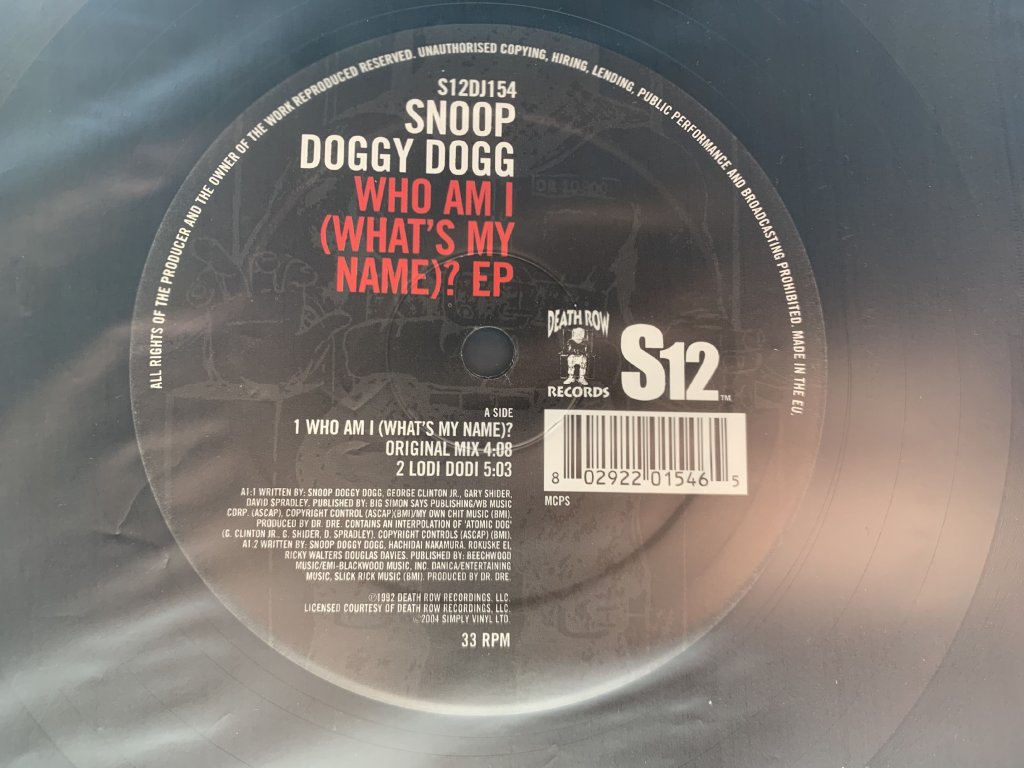 ALL RIGHTS OF THE PRODUCER AND THE OWNER OF THE WORK REPRODUCED RESERVED. UNAUTHORISED COPYING, HIRING, LENDING, PUBLIC PERFORMANCE AND BROADCASTING PROHIBITED. MADE IN THE EU.
S12DJ154
SNOOP
DOGGY DOGG
WHO AM I
(WHAT'S MY
NAME)? EP
DEATH ROW
RECORDS
S12™
A SIDE
1 WHO AM I (WHAT'S MY NAME)?
ORIGINAL MIX 4:08
2 LODI DODI 5:03
8 02922 01546 5
MCPS
A1:1 WRITTEN BY: SNOOP DOGGY DOGG, GEORGE CLINTON JR., GARY SHIDER,
DAVID SPRADLEY. PUBLISHED BY: BIG SIMON SAYS PUBLISHING/WB MUSIC
CORP. (ASCAP), COPYRIGHT CONTROL (ASCAP)(BMI)/MY OWN CHIT MUSIC (BMI).
PRODUCED BY DR. DRE. CONTAINS AN INTERPOLATION OF 'ATOMIC DOG'
(G. CLINTON JR., G. SHIDER, D. SPRADLEY). COPYRIGHT CONTROLS (ASCAP) (BMI).
A1:2 WRITTEN BY: SNOOP DOGGY DOGG, HACHIDAI NAKAMURA, ROKUSKE EI,
RICKY WALTERS DOUGLAS DAVIES. PUBLISHED BY: BEECHWOOD
MUSIC/EMI-BLACKWOOD MUSIC, INC. DANICA/ENTERTAINING
MUSIC, SLICK RICK MUSIC (BMI). PRODUCED BY DR. DRE.
℗1992 DEATH ROW RECORDINGS, LLC.
LICENSED COURTESY OF DEATH ROW RECORDINGS, LLC.
©2004 SIMPLY VINYL LTD.
33 RPM